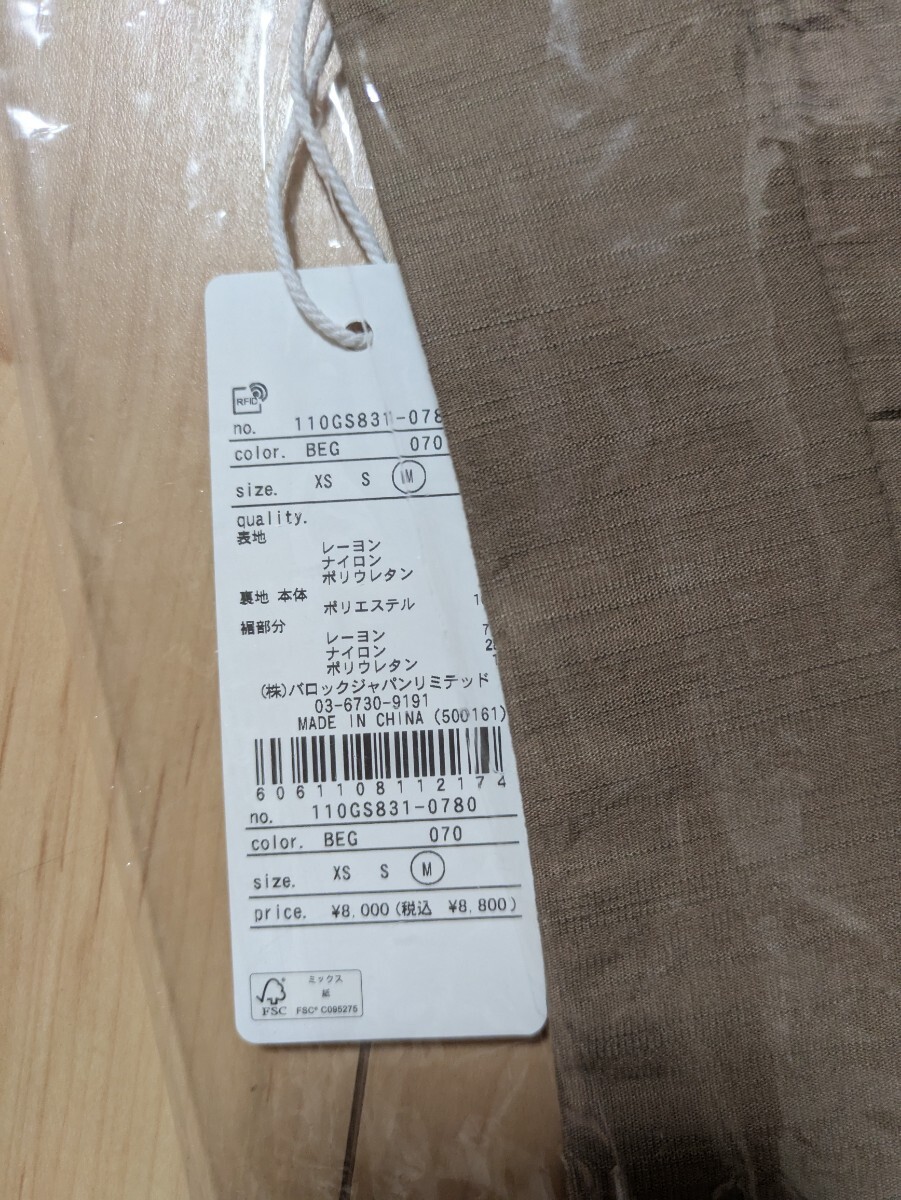 RFID
no. 110GS831-078
color. BEG 070
size. XS S M
quality.
表地
レーヨン
ナイロン
ポリウレタン
裏地 本体
ポリエステル
裾部分
レーヨン
ナイロン
ポリウレタン
(株)バロックジャパンリミテッド
03-6730-9191
MADE IN CHINA (500161)
6061108112174
no. 110GS831-0780
color. BEG 070
size. XS S M
price. ¥8,000(税込 ¥8,800)
ミックス
紙
FSC
FSC® C095275